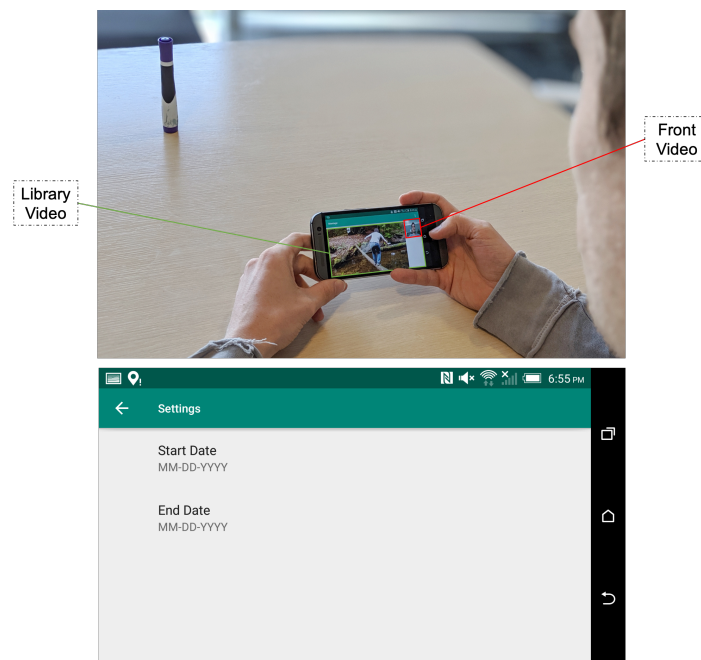 Front
Video
Library
Video
6:55 PM
Settings
Start Date
MM-DD-YYYY
End Date
MM-DD-YYYY